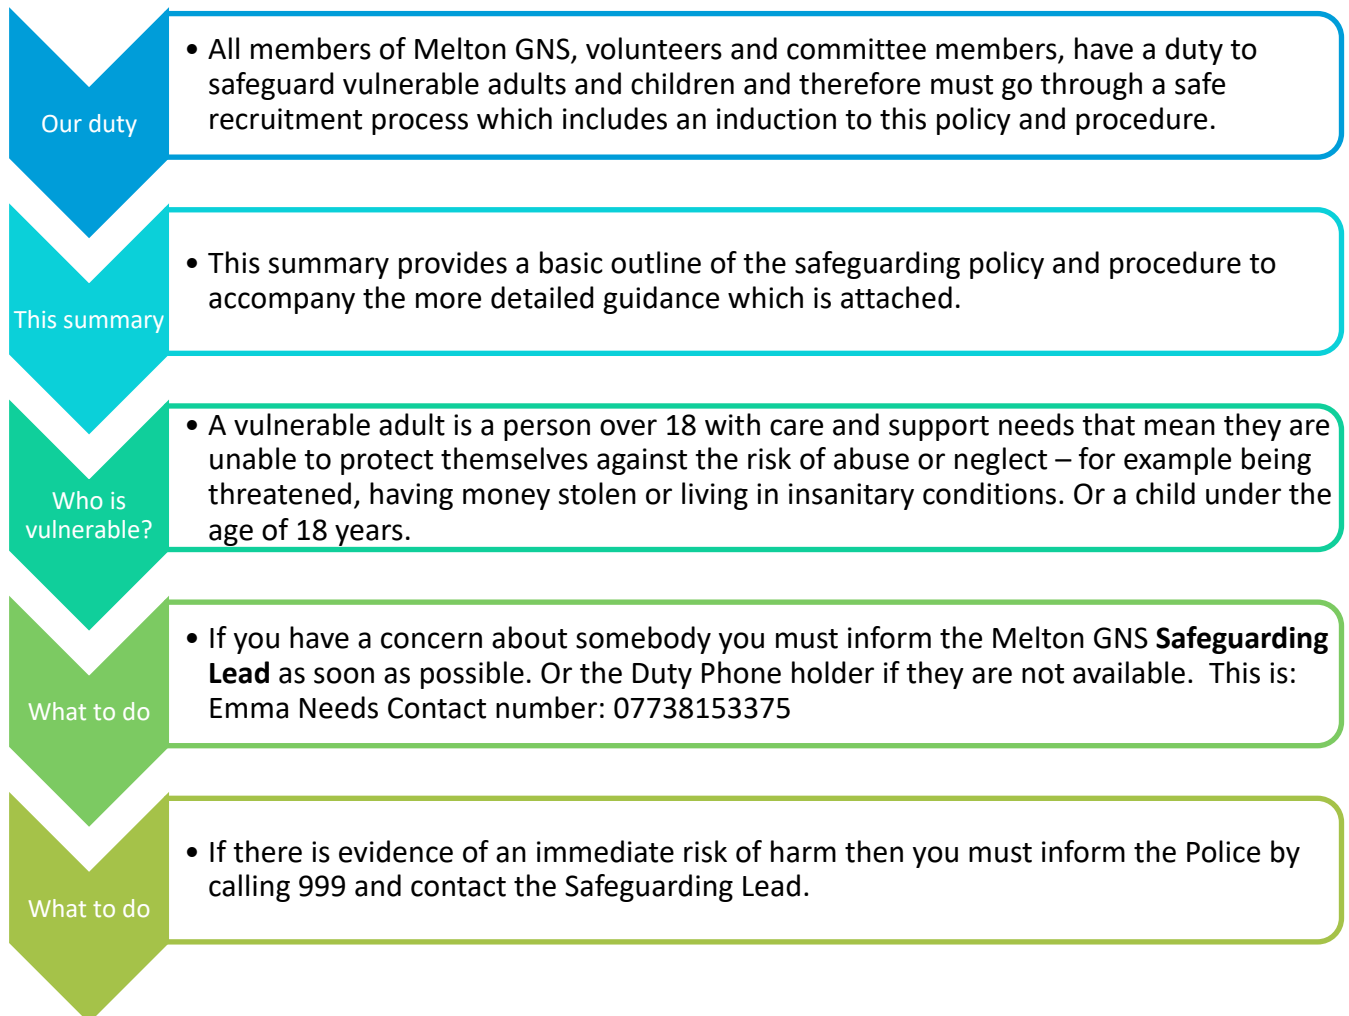 Our duty
• All members of Melton GNS, volunteers and committee members, have a duty to
safeguard vulnerable adults and children and therefore must go through a safe
recruitment process which includes an induction to this policy and procedure.
This summary
• This summary provides a basic outline of the safeguarding policy and procedure to
accompany the more detailed guidance which is attached.
Who is
vulnerable?
• A vulnerable adult is a person over 18 with care and support needs that mean they are
unable to protect themselves against the risk of abuse or neglect – for example being
threatened, having money stolen or living in insanitary conditions. Or a child under the
age of 18 years.
What to do
• If you have a concern about somebody you must inform the Melton GNS Safeguarding
Lead as soon as possible. Or the Duty Phone holder if they are not available.  This is:
Emma Needs Contact number: 07738153375
What to do
• If there is evidence of an immediate risk of harm then you must inform the Police by
calling 999 and contact the Safeguarding Lead.